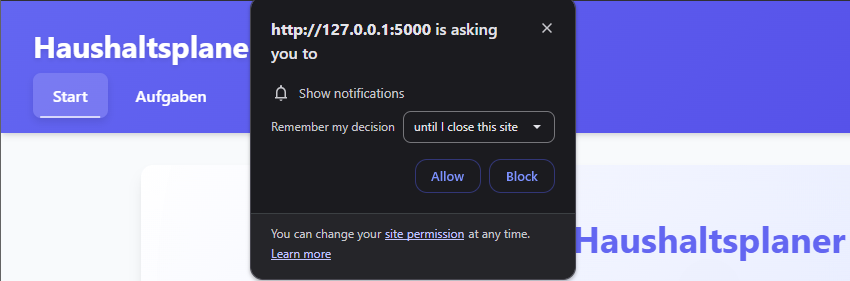 Haushaltsplane
http://127.0.0.1:5000 is asking
you to
Show notifications
Remember my decision until I close this site
Allow Block
You can change your site permission at any time.
Learn more
Start Aufgaben
Haushaltsplaner